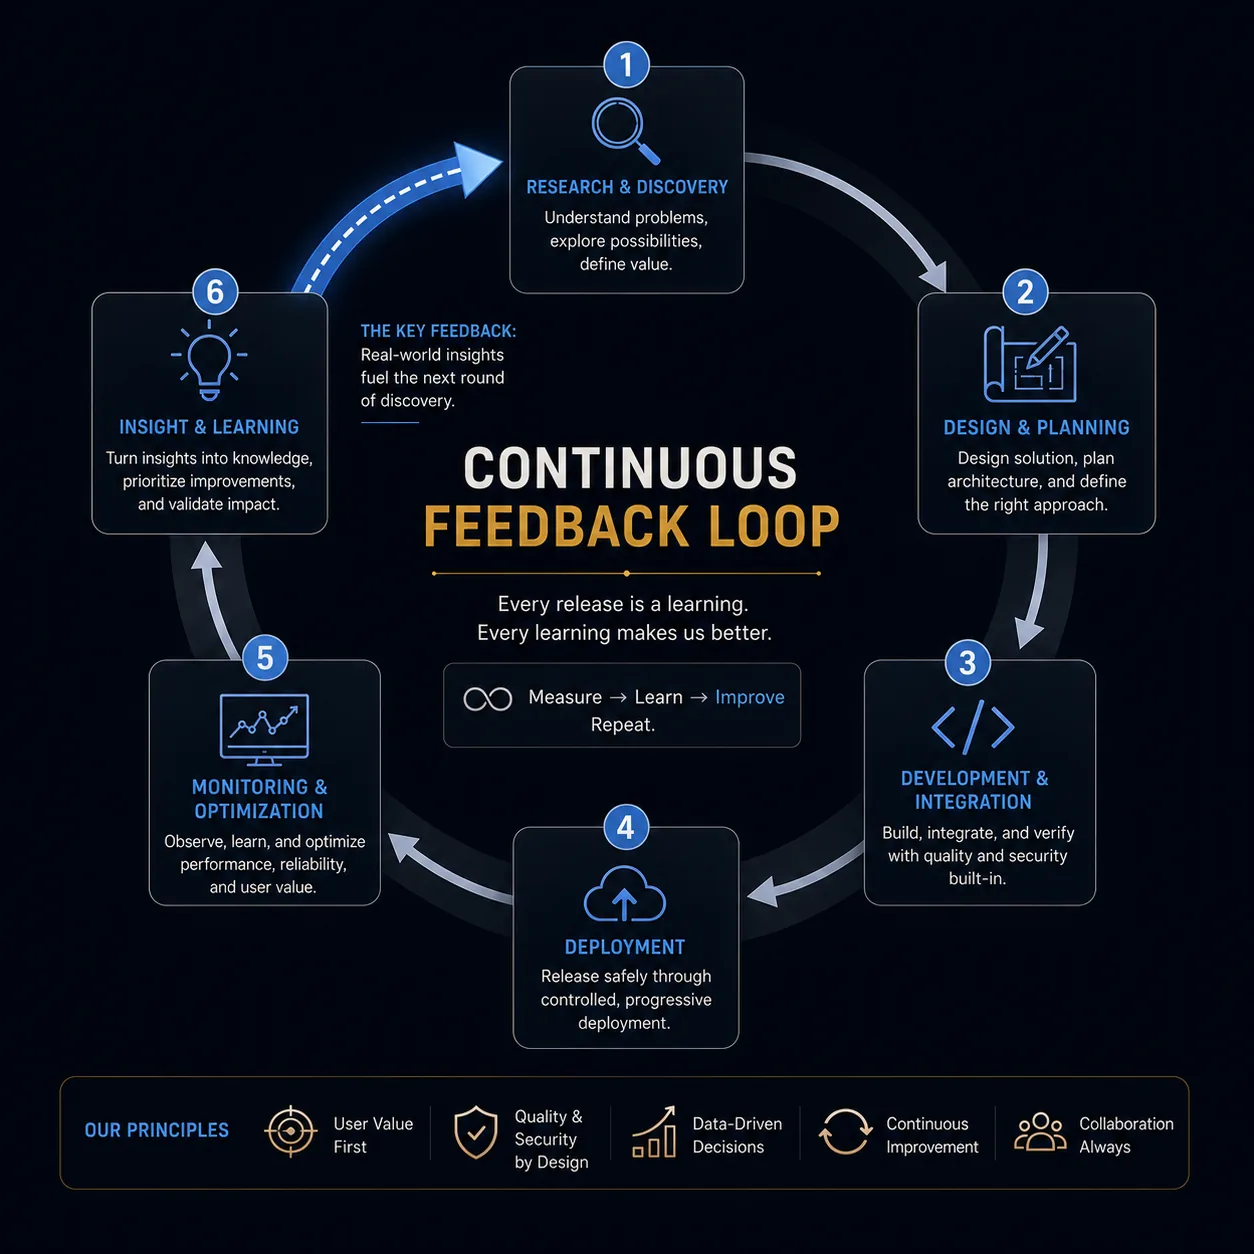 1
RESEARCH & DISCOVERY
Understand problems,
explore possibilities,
define value.
2
DESIGN & PLANNING
Design solution, plan
architecture, and define
the right approach.
3
DEVELOPMENT &
INTEGRATION
Build, integrate, and verify
with quality and security
built-in.
4
DEPLOYMENT
Release safely through
controlled, progressive
deployment.
5
MONITORING &
OPTIMIZATION
Observe, learn, and optimize
performance, reliability,
and user value.
6
INSIGHT & LEARNING
Turn insights into knowledge,
prioritize improvements,
and validate impact.
THE KEY FEEDBACK:
Real-world insights
fuel the next round
of discovery.
CONTINUOUS
FEEDBACK LOOP
Every release is a learning.
Every learning makes us better.
Measure → Learn → Improve
Repeat.
OUR PRINCIPLES
User Value
First
Quality &
Security
by Design
Data-Driven
Decisions
Continuous
Improvement
Collaboration
Always